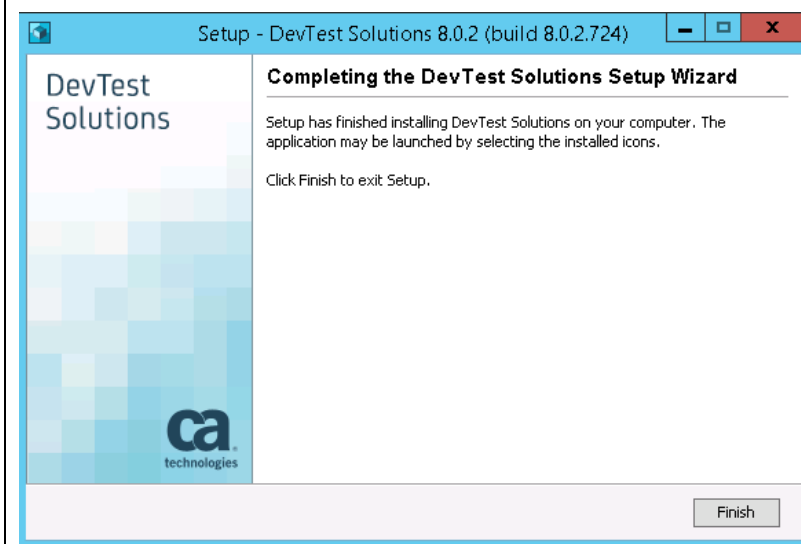 Setup - DevTest Solutions 8.0.2 (build 8.0.2.724)
DevTest
Solutions
Completing the DevTest Solutions Setup Wizard
Setup has finished installing DevTest Solutions on your computer. The
application may be launched by selecting the installed icons.
Click Finish to exit Setup.
ca
technologies
Finish